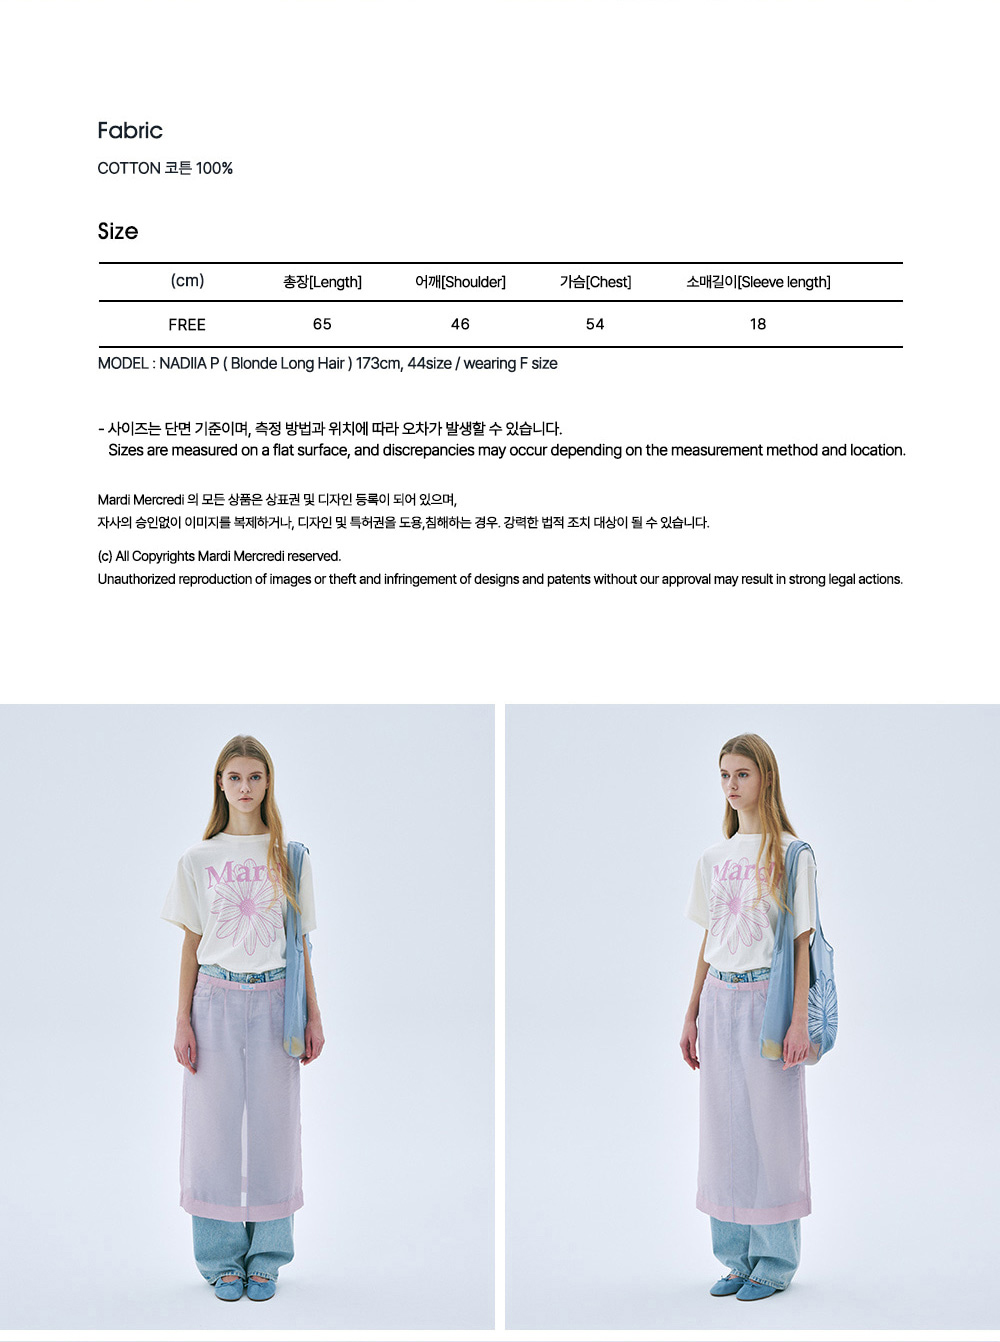 Fabric
COTTON 코튼 100%
Size
(cm) 총장[Length] 어깨[Shoulder] 가슴[Chest] 소매길이[Sleeve length]
FREE 65 46 54 18
MODEL : NADIIA P ( Blonde Long Hair ) 173cm, 44size / wearing F size
- 사이즈는 단면 기준이며, 측정 방법과 위치에 따라 오차가 발생할 수 있습니다.
Sizes are measured on a flat surface, and discrepancies may occur depending on the measurement method and location.
Mardi Mercredi 의 모든 상품은 상표권 및 디자인 등록이 되어 있으며,
자사의 승인없이 이미지를 복제하거나, 디자인 및 특허권을 도용,침해하는 경우. 강력한 법적 조치 대상이 될 수 있습니다.
(c) All Copyrights Mardi Mercredi reserved.
Unauthorized reproduction of images or theft and infringement of designs and patents without our approval may result in strong legal actions.
Mard
Mardi